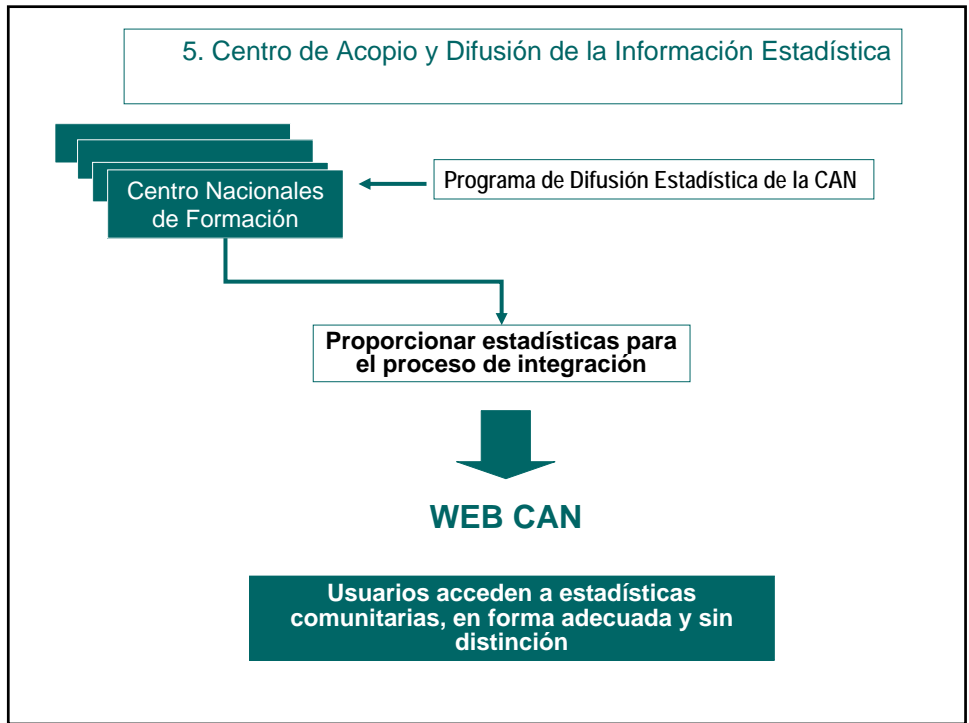 5. Centro de Acopio y Difusión de la Información Estadística
Centro Nacionales
de Formación
Programa de Difusión Estadística de la CAN
Proporcionar estadísticas para
el proceso de integración
WEB CAN
Usuarios acceden a estadísticas
comunitarias, en forma adecuada y sin
distinción